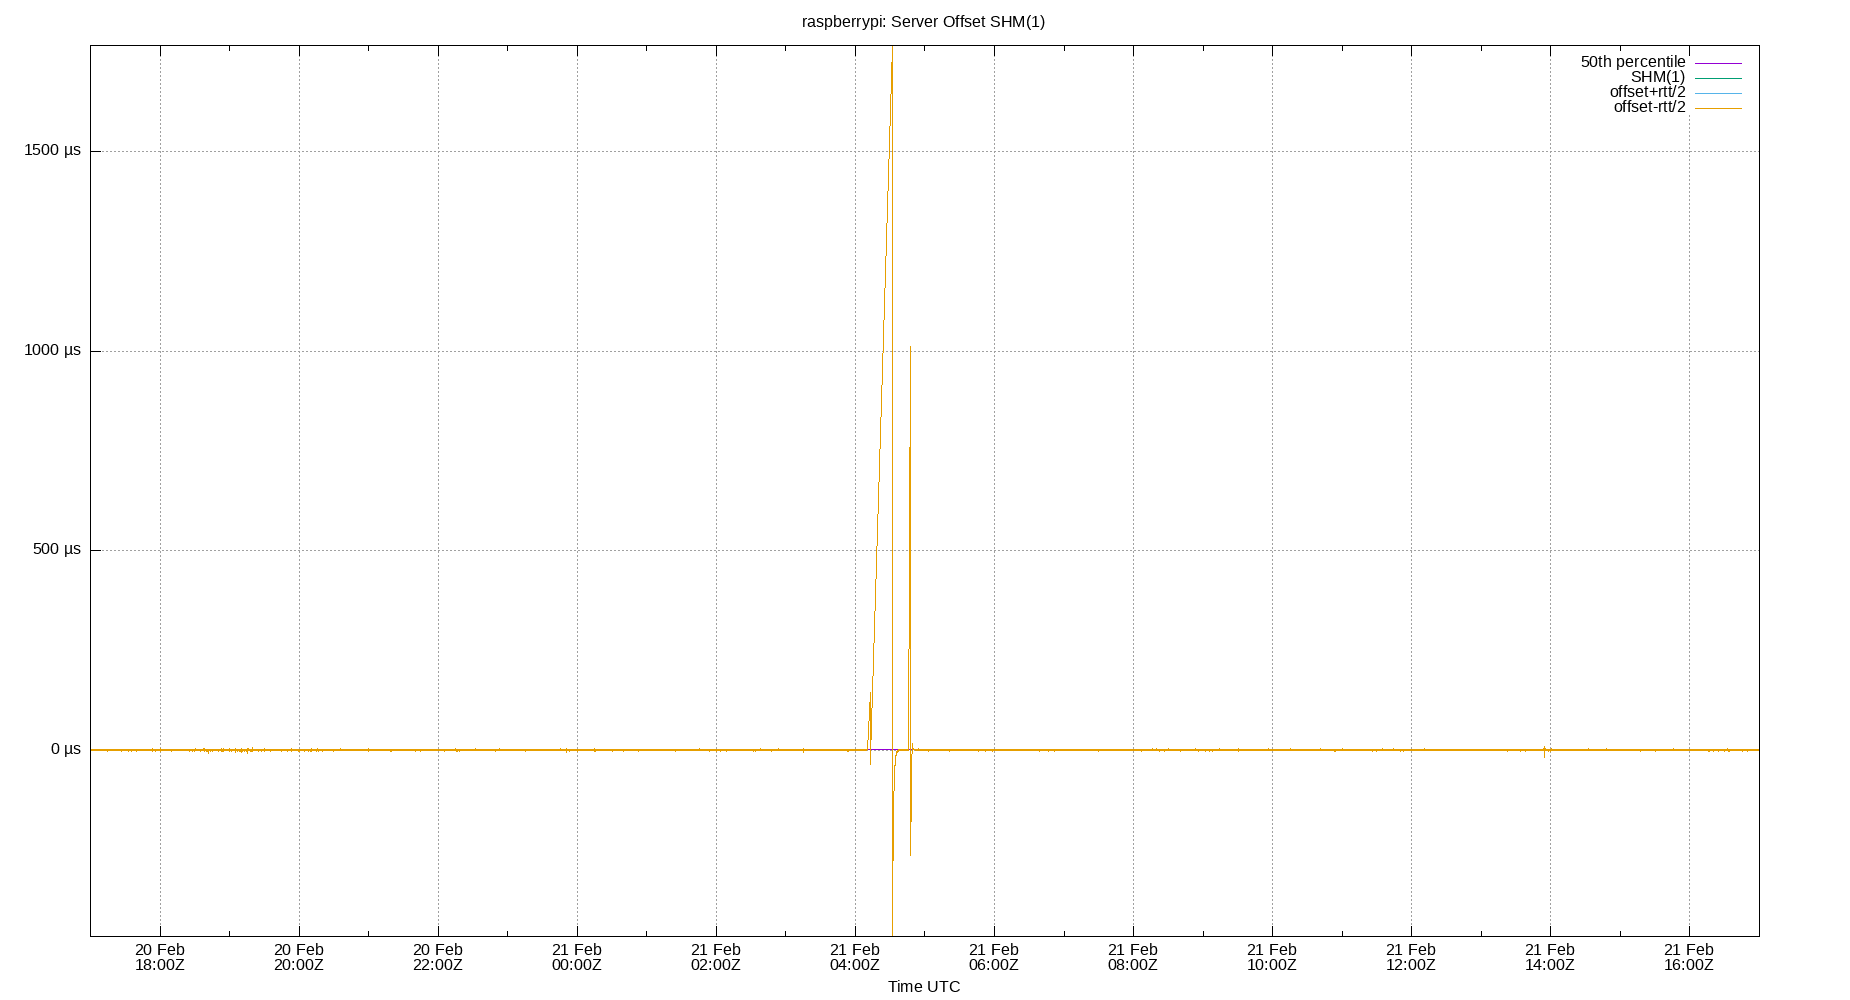 raspberrypi: Server Offset SHM(1)
50th percentile
SHM(1)
offset+rtt/2
offset-rtt/2
1500 µs
1000 µs
500 µs
0 µs
20 Feb 20 Feb 20 Feb 21 Feb 21 Feb 21 Feb 21 Feb 21 Feb 21 Feb 21 Feb 21 Feb 21 Feb
18:00Z 20:00Z 22:00Z 00:00Z 02:00Z 04:00Z 06:00Z 08:00Z 10:00Z 12:00Z 14:00Z 16:00Z
Time UTC